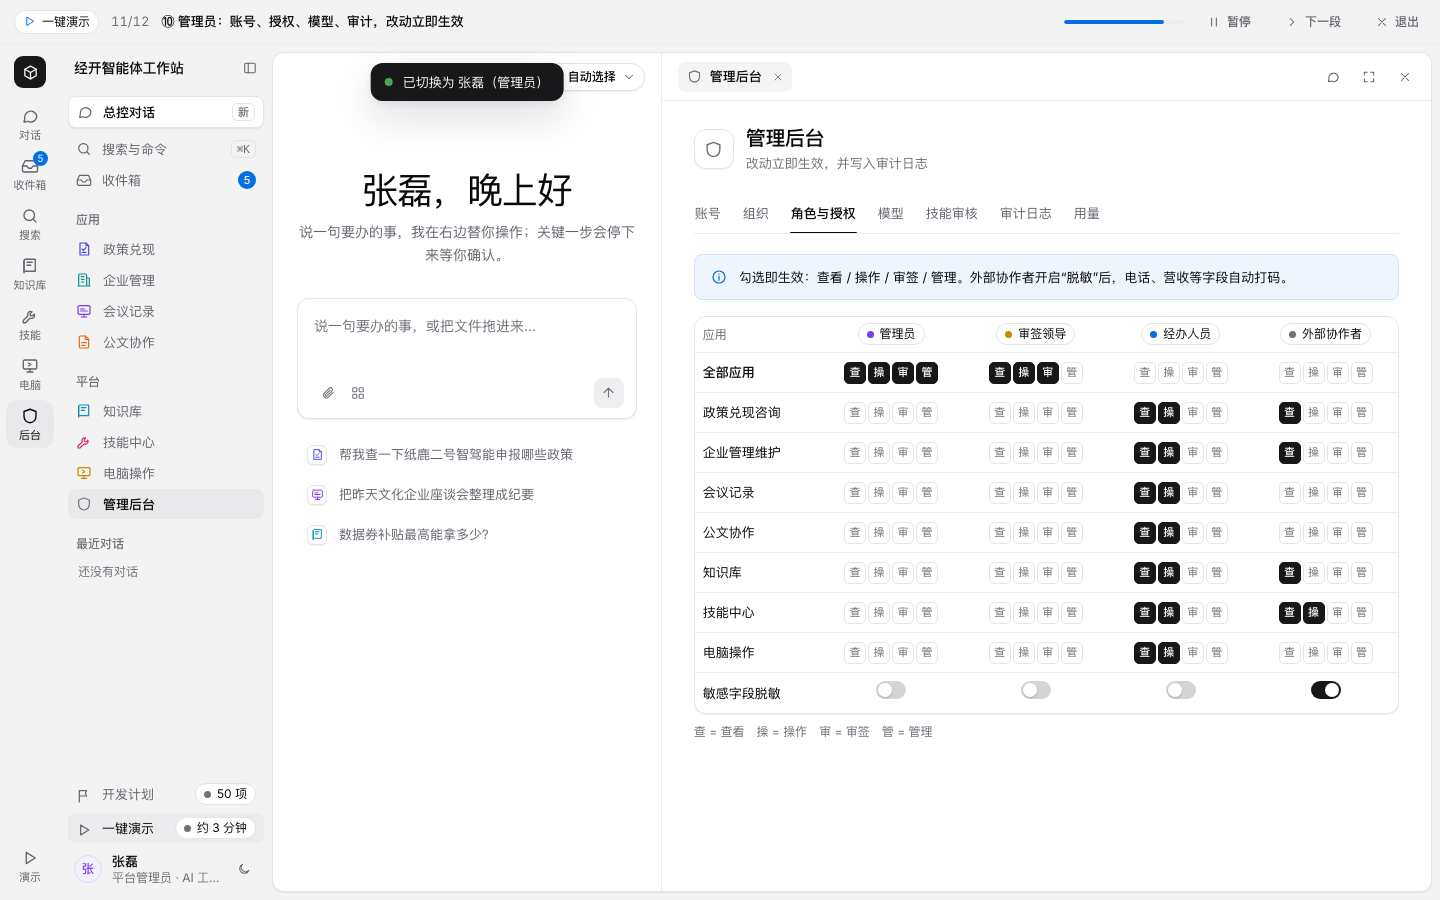 一键演示 11/12 ⑩ 管理员：账号、授权、模型、审计，改动立即生效
暂停 下一段 退出
对话
5
收件箱
搜索
知识库
技能
电脑
后台
演示
经开智能体工作站
总控对话 新
搜索与命令 ⌘K
收件箱 5
应用
政策兑现
企业管理
会议记录
公文协作
平台
知识库
技能中心
电脑操作
管理后台
最近对话
还没有对话
开发计划 50 项
一键演示 约 3 分钟
张 张磊
平台管理员 · AI 工...
已切换为 张磊（管理员）
自动选择
张磊，晚上好
说一句要办的事，我在右边替你操作；关键一步会停下
来等你确认。
说一句要办的事，或把文件拖进来...
帮我查一下纸鹿二号智驾能申报哪些政策
把昨天文化企业座谈会整理成纪要
数据券补贴最高能拿多少？
管理后台
管理后台
改动立即生效，并写入审计日志
账号 组织 角色与授权 模型 技能审核 审计日志 用量
勾选即生效：查看 / 操作 / 审签 / 管理。外部协作者开启“脱敏”后，电话、营收等字段自动打码。
应用 管理员 审签领导 经办人员 外部协作者
全部应用 查 操 审 管 查 操 审 管 查 操 审 管 查 操 审 管
政策兑现咨询 查 操 审 管 查 操 审 管 查 操 审 管 查 操 审 管
企业管理维护 查 操 审 管 查 操 审 管 查 操 审 管 查 操 审 管
会议记录 查 操 审 管 查 操 审 管 查 操 审 管 查 操 审 管
公文协作 查 操 审 管 查 操 审 管 查 操 审 管 查 操 审 管
知识库 查 操 审 管 查 操 审 管 查 操 审 管 查 操 审 管
技能中心 查 操 审 管 查 操 审 管 查 操 审 管 查 操 审 管
电脑操作 查 操 审 管 查 操 审 管 查 操 审 管 查 操 审 管
敏感字段脱敏
查 = 查看 操 = 操作 审 = 审签 管 = 管理